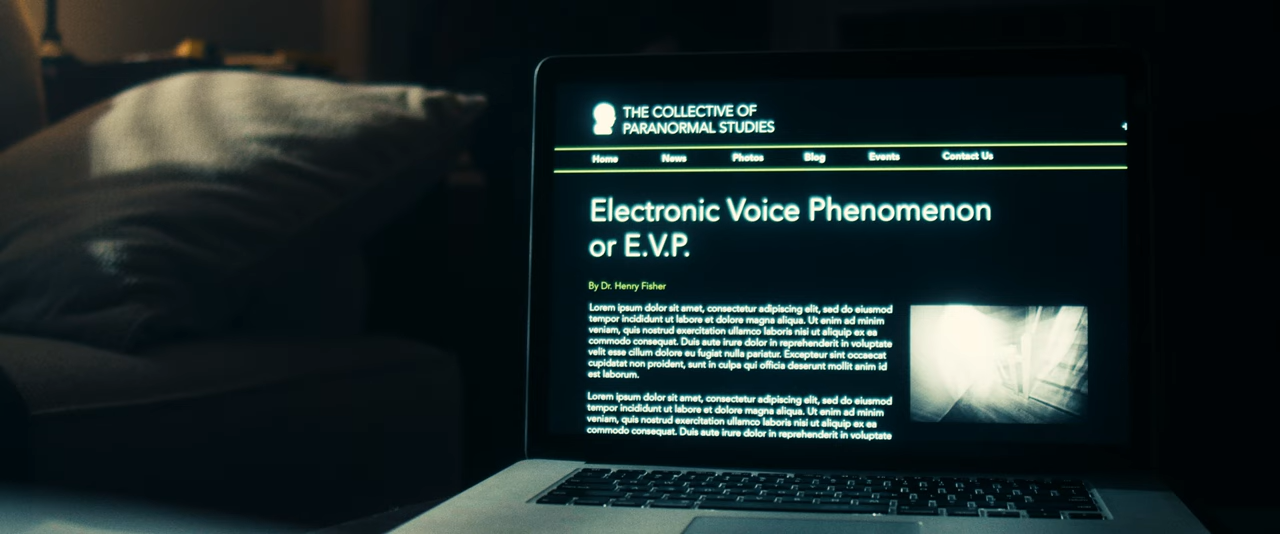 THE COLLECTIVE OF
PARANORMAL STUDIES
Home News Photos Blog Events Contact Us
Electronic Voice Phenomenon
or E.V.P.
By Dr. Henry Fisher
Lorem ipsum dolor sit amet, consectetur adipiscing elit, sed do eiusmod
tempor incididunt ut labore et dolore magna aliqua. Ut enim ad minim
veniam, quis nostrud exercitation ullamco laboris nisi ut aliquip ex ea
commodo consequat. Duis aute irure dolor in reprehenderit in voluptate
velit esse cillum dolore eu fugiat nulla pariatur. Excepteur sint occaecat
cupidatat non proident, sunt in culpa qui officia deserunt mollit anim id
est laborum.
Lorem ipsum dolor sit amet, consectetur adipiscing elit, sed do eiusmod
tempor incididunt ut labore et dolore magna aliqua. Ut enim ad minim
veniam, quis nostrud exercitation ullamco laboris nisi ut aliquip ex ea
commodo consequat. Duis aute irure dolor in reprehenderit in voluptate